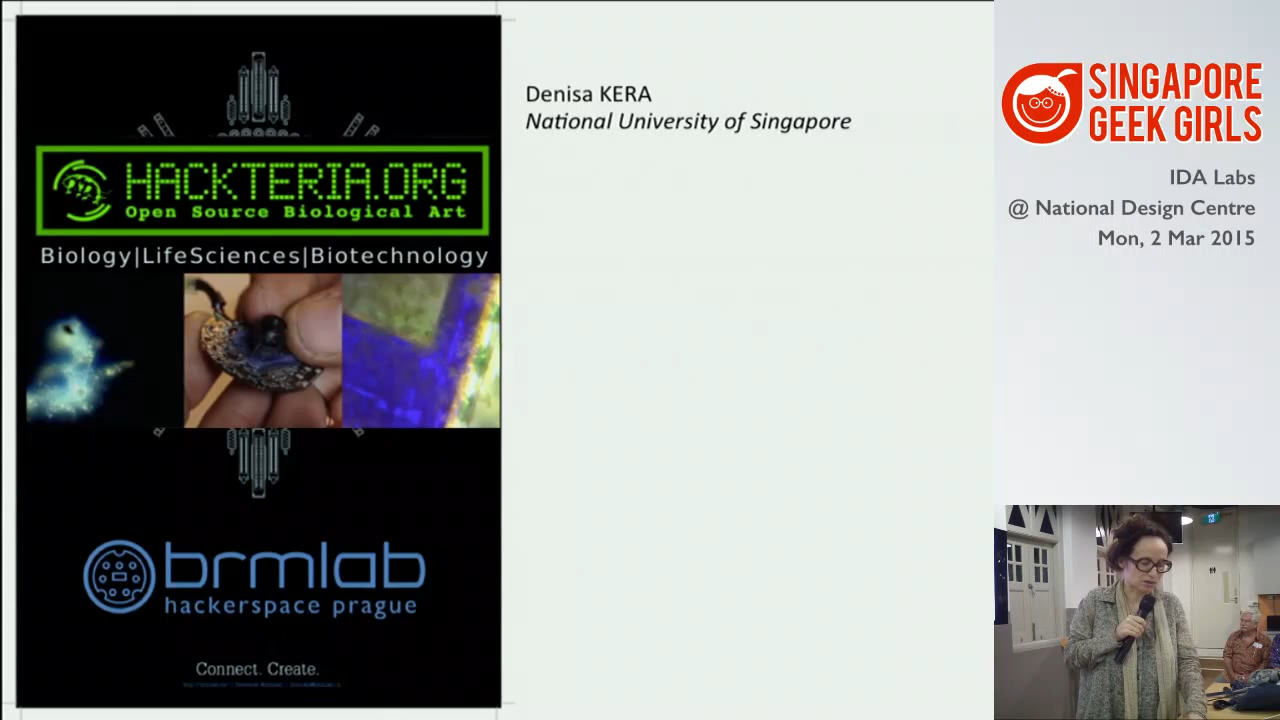 HACKTERIA.ORG
Open Source Biological Art
Biology|LifeSciences|Biotechnology
brmlab
hackerspace prague
Connect. Create.
Denisa KERA
National University of Singapore
SINGAPORE
GEEK GIRLS
IDA Labs
@ National Design Centre
Mon, 2 Mar 2015